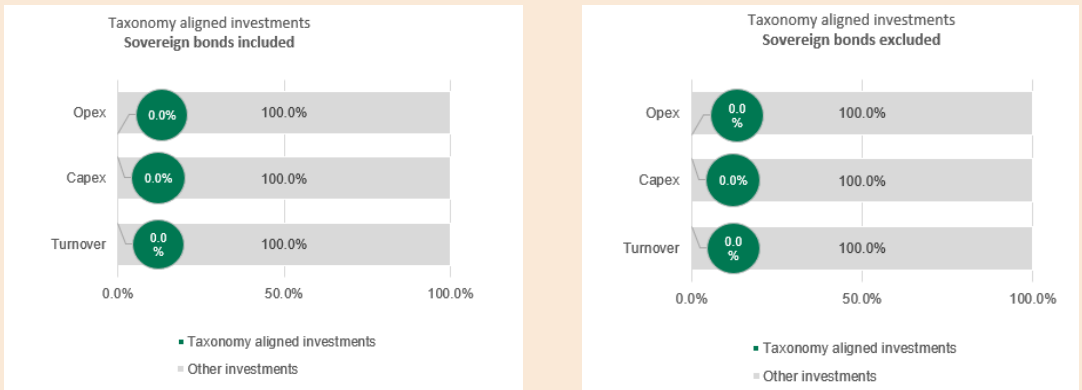 Taxonomy aligned investments
Sovereign bonds included
Opex
0.0%
100.0%
Capex
0.0%
100.0%
Turnover
0.0
%
100.0%
0.0%
50.0%
100.0%
Taxonomy aligned investments
Other investments
Taxonomy aligned investments
Sovereign bonds excluded
Opex
0.0
%
100.0%
Capex
0.0%
100.0%
Turnover
0.0
%
100.0%
0.0%
50.0%
100.0%
Taxonomy aligned investments
Other investments